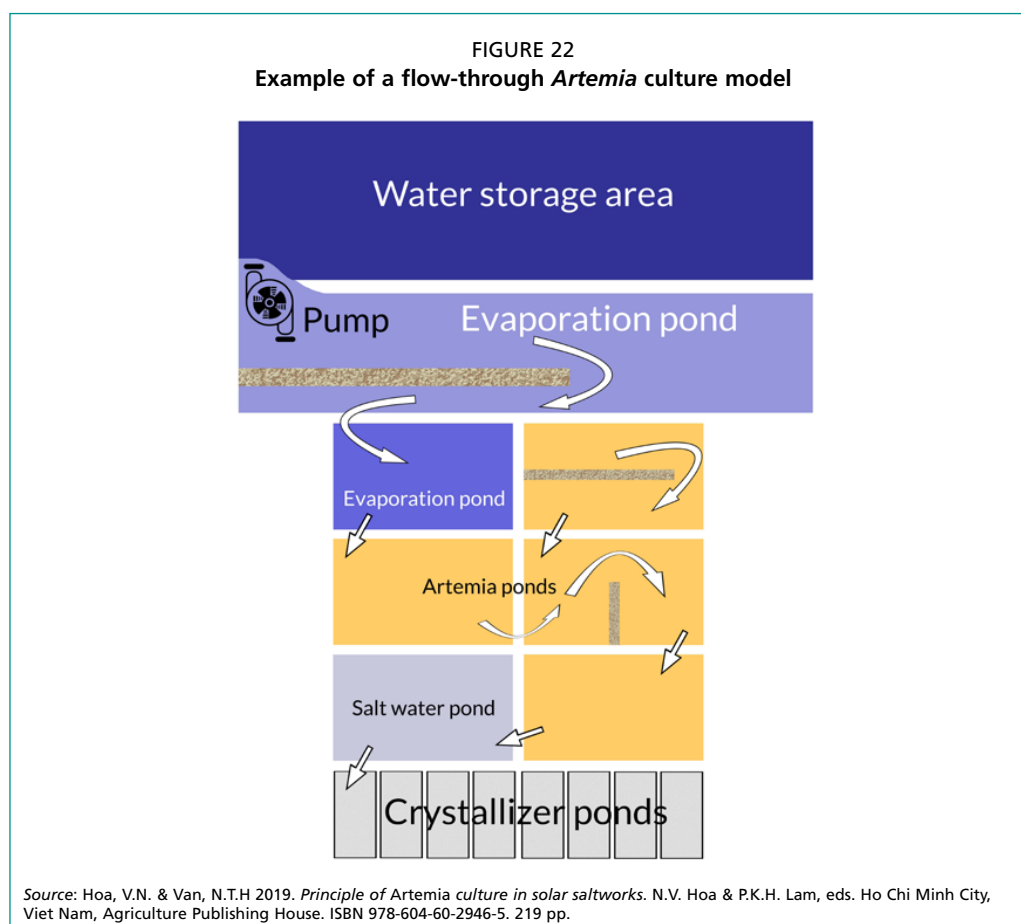 FIGURE 22
Example of a flow-through Artemia culture model
Water storage area
Pump
Evaporation pond
Evaporation pond
Artemia ponds
Salt water pond
Crystallizer ponds
Source: Hoa, V.N. & Van, N.T.H 2019. Principle of Artemia culture in solar saltworks. N.V. Hoa & P.K.H. Lam, eds. Ho Chi Minh City,
Viet Nam, Agriculture Publishing House. ISBN 978-604-60-2946-5. 219 pp.